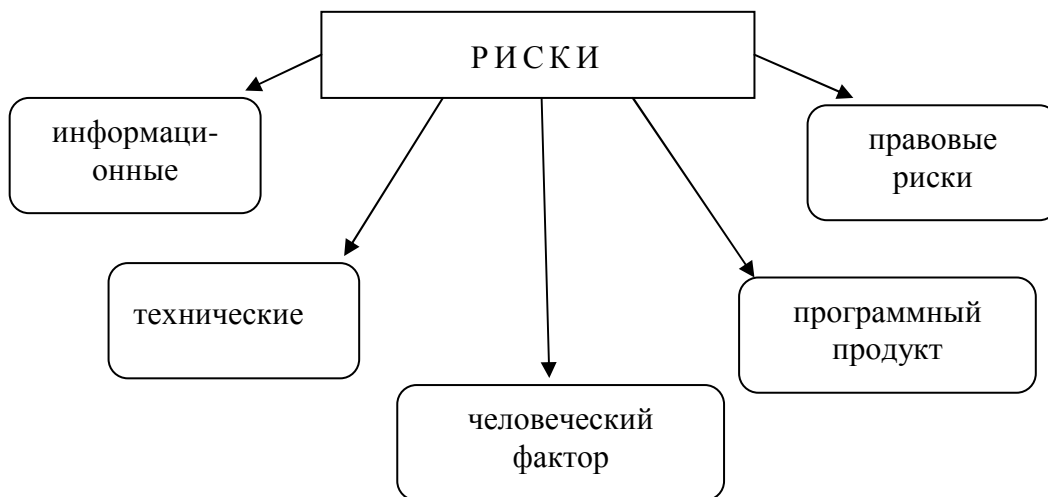 РИСКИ
информаци-
онные
правовые
риски
технические
программный
продукт
человеческий
фактор